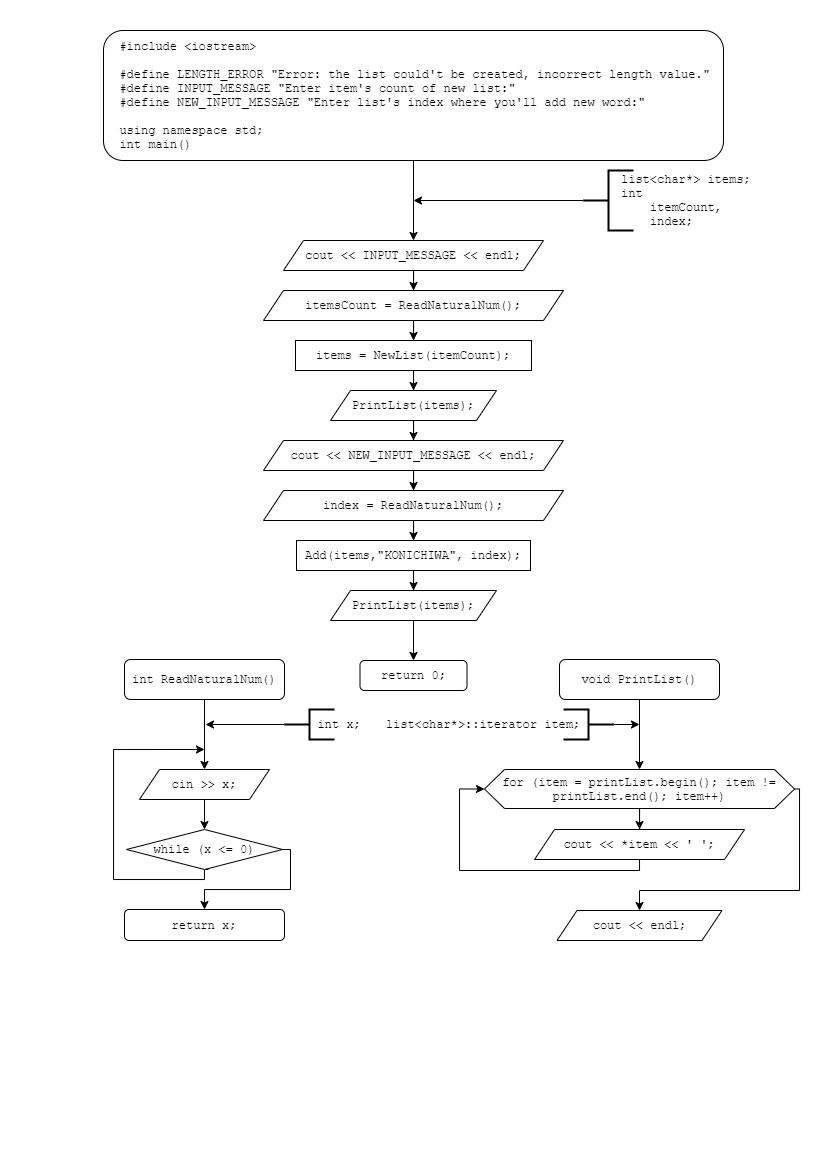 #include <iostream>
#define LENGTH_ERROR "Error: the list could't be created, incorrect length value."
#define INPUT_MESSAGE "Enter item's count of new list:"
#define NEW_INPUT_MESSAGE "Enter list's index where you'll add new word:"
using namespace std;
int main()
list<char*> items;
int
itemCount,
index;
cout << INPUT_MESSAGE << endl;
itemsCount = ReadNaturalNum();
items = NewList(itemCount);
PrintList(items);
cout << NEW_INPUT_MESSAGE << endl;
index = ReadNaturalNum();
Add(items,"KONICHIWA", index);
PrintList(items);
return 0;
int ReadNaturalNum()
int x;
cin >> x;
while (x <= 0)
return x;
void PrintList()
list<char*>::iterator item;
for (item = printList.begin(); item !=
printList.end(); item++)
cout << *item << ' ';
cout << endl;